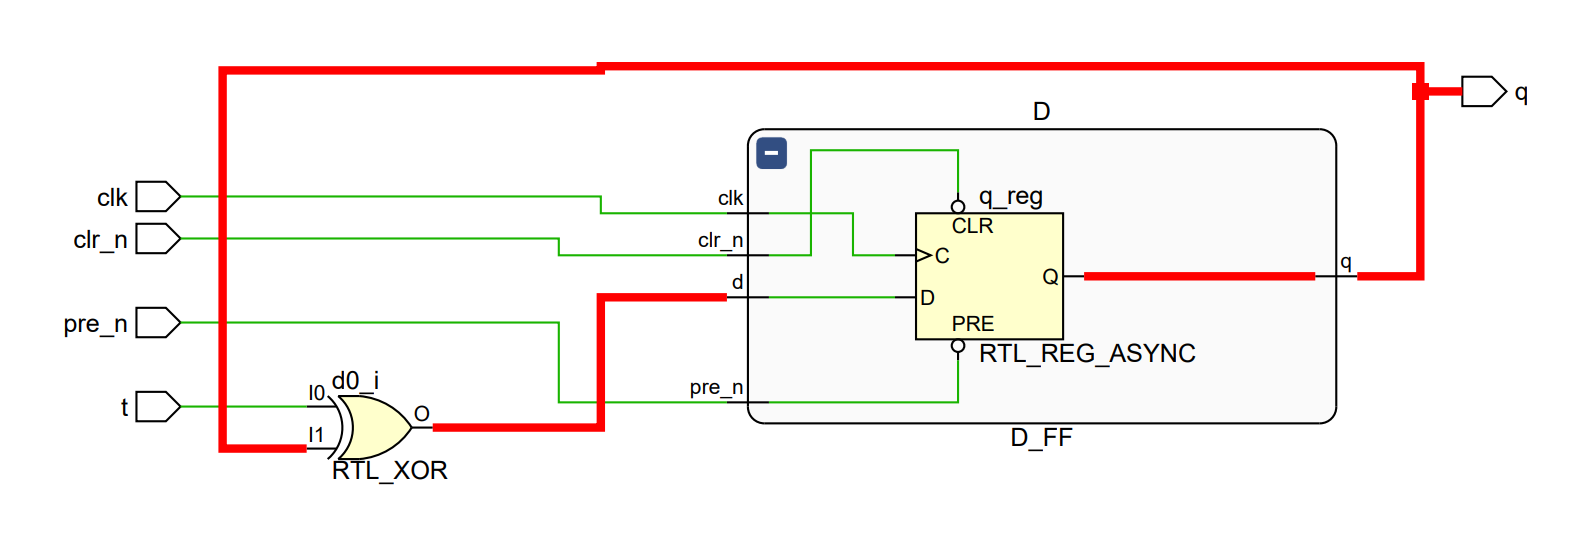 q
D
clk
clk
q_reg
CLR
clr_n
clr_n
C
d
D
Q
q
pre_n
PRE
RTL_REG_ASYNC
pre_n
t
I0
d0_i
O
I1
RTL_XOR
D_FF